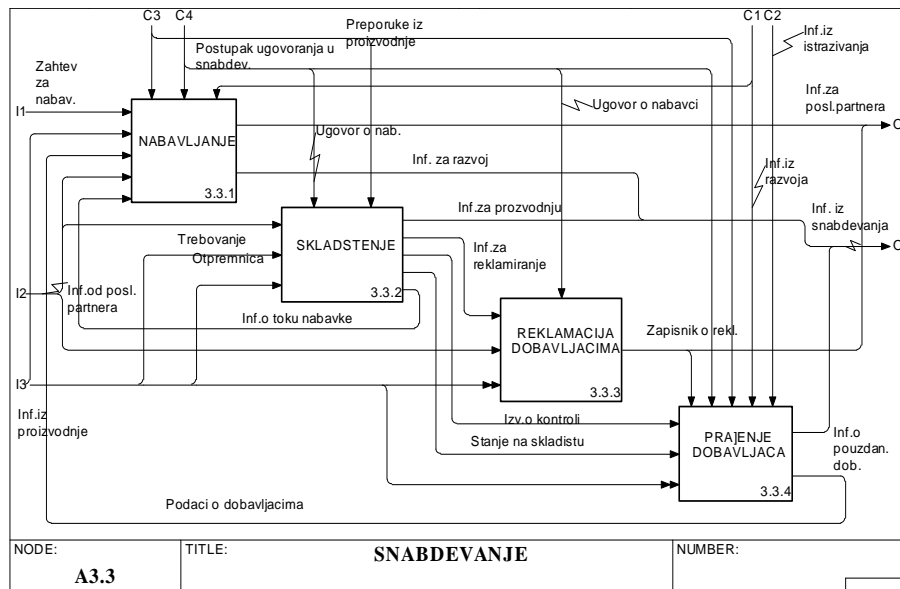 C3 C4
Preporuke iz
proizvodnje
C1 C2
Inf.iz
istrazivanja
Postupak ugovoranja u
snabdev.
Zahtev
za
nabav.
I1
NABAVLJANJE
3.3.1
Ugovor o nab.
Ugovor o nabavci
Inf.za
posl.partnera
Inf. za razvoj
Inf.iz
razvoja
Inf.za prozvodnju
Inf. iz
snabdevanja
Trebovanje
Otpremnica
SKLADSTENJE
3.3.2
Inf.za
reklamiranje
I2
Inf.od posl.
partnera
Inf.o toku nabavke
REKLAMACIJA
DOBAVLJACIMA
3.3.3
Zapisnik o rekl.
I3
Inf.iz
proizvodnje
Izv.o kontroli
Stanje na skladistu
PRA]ENJE
DOBAVLJACA
3.3.4
Inf.o
pouzdan.
dob.
Podaci o dobavljacima
NODE:
A3.3
TITLE:
SNABDEVANJE
NUMBER: